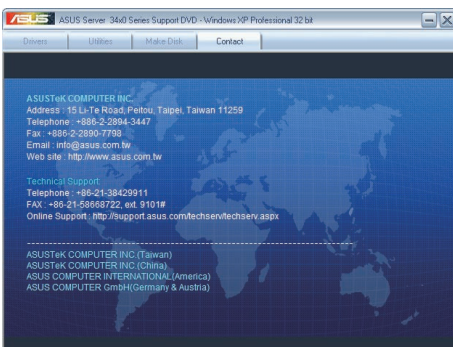 ASUS ASUS Server 34x0 Series Support DVD - Windows XP Professional 32 bit
Drivers Utilities Make Disk Contact
ASUSTeK COMPUTER INC.
Address : 15 Li-Te Road, Peitou, Taipei, Taiwan 11259
Telephone : +886-2-2894-3447
Fax : +886-2-2890-7798
Email : info@asus.com.tw
Web site : http://www.asus.com.tw
Technical Support
Telephone : +86-21-38429911
FAX : +86-21-58668722, ext. 9101#
Online Support : http://support.asus.com/techserv/techserv.aspx
ASUSTeK COMPUTER INC.(Taiwan)
ASUSTeK COMPUTER INC.(China)
ASUS COMPUTER INTERNATIONAL(America)
ASUS COMPUTER GmbH(Germany & Austria)